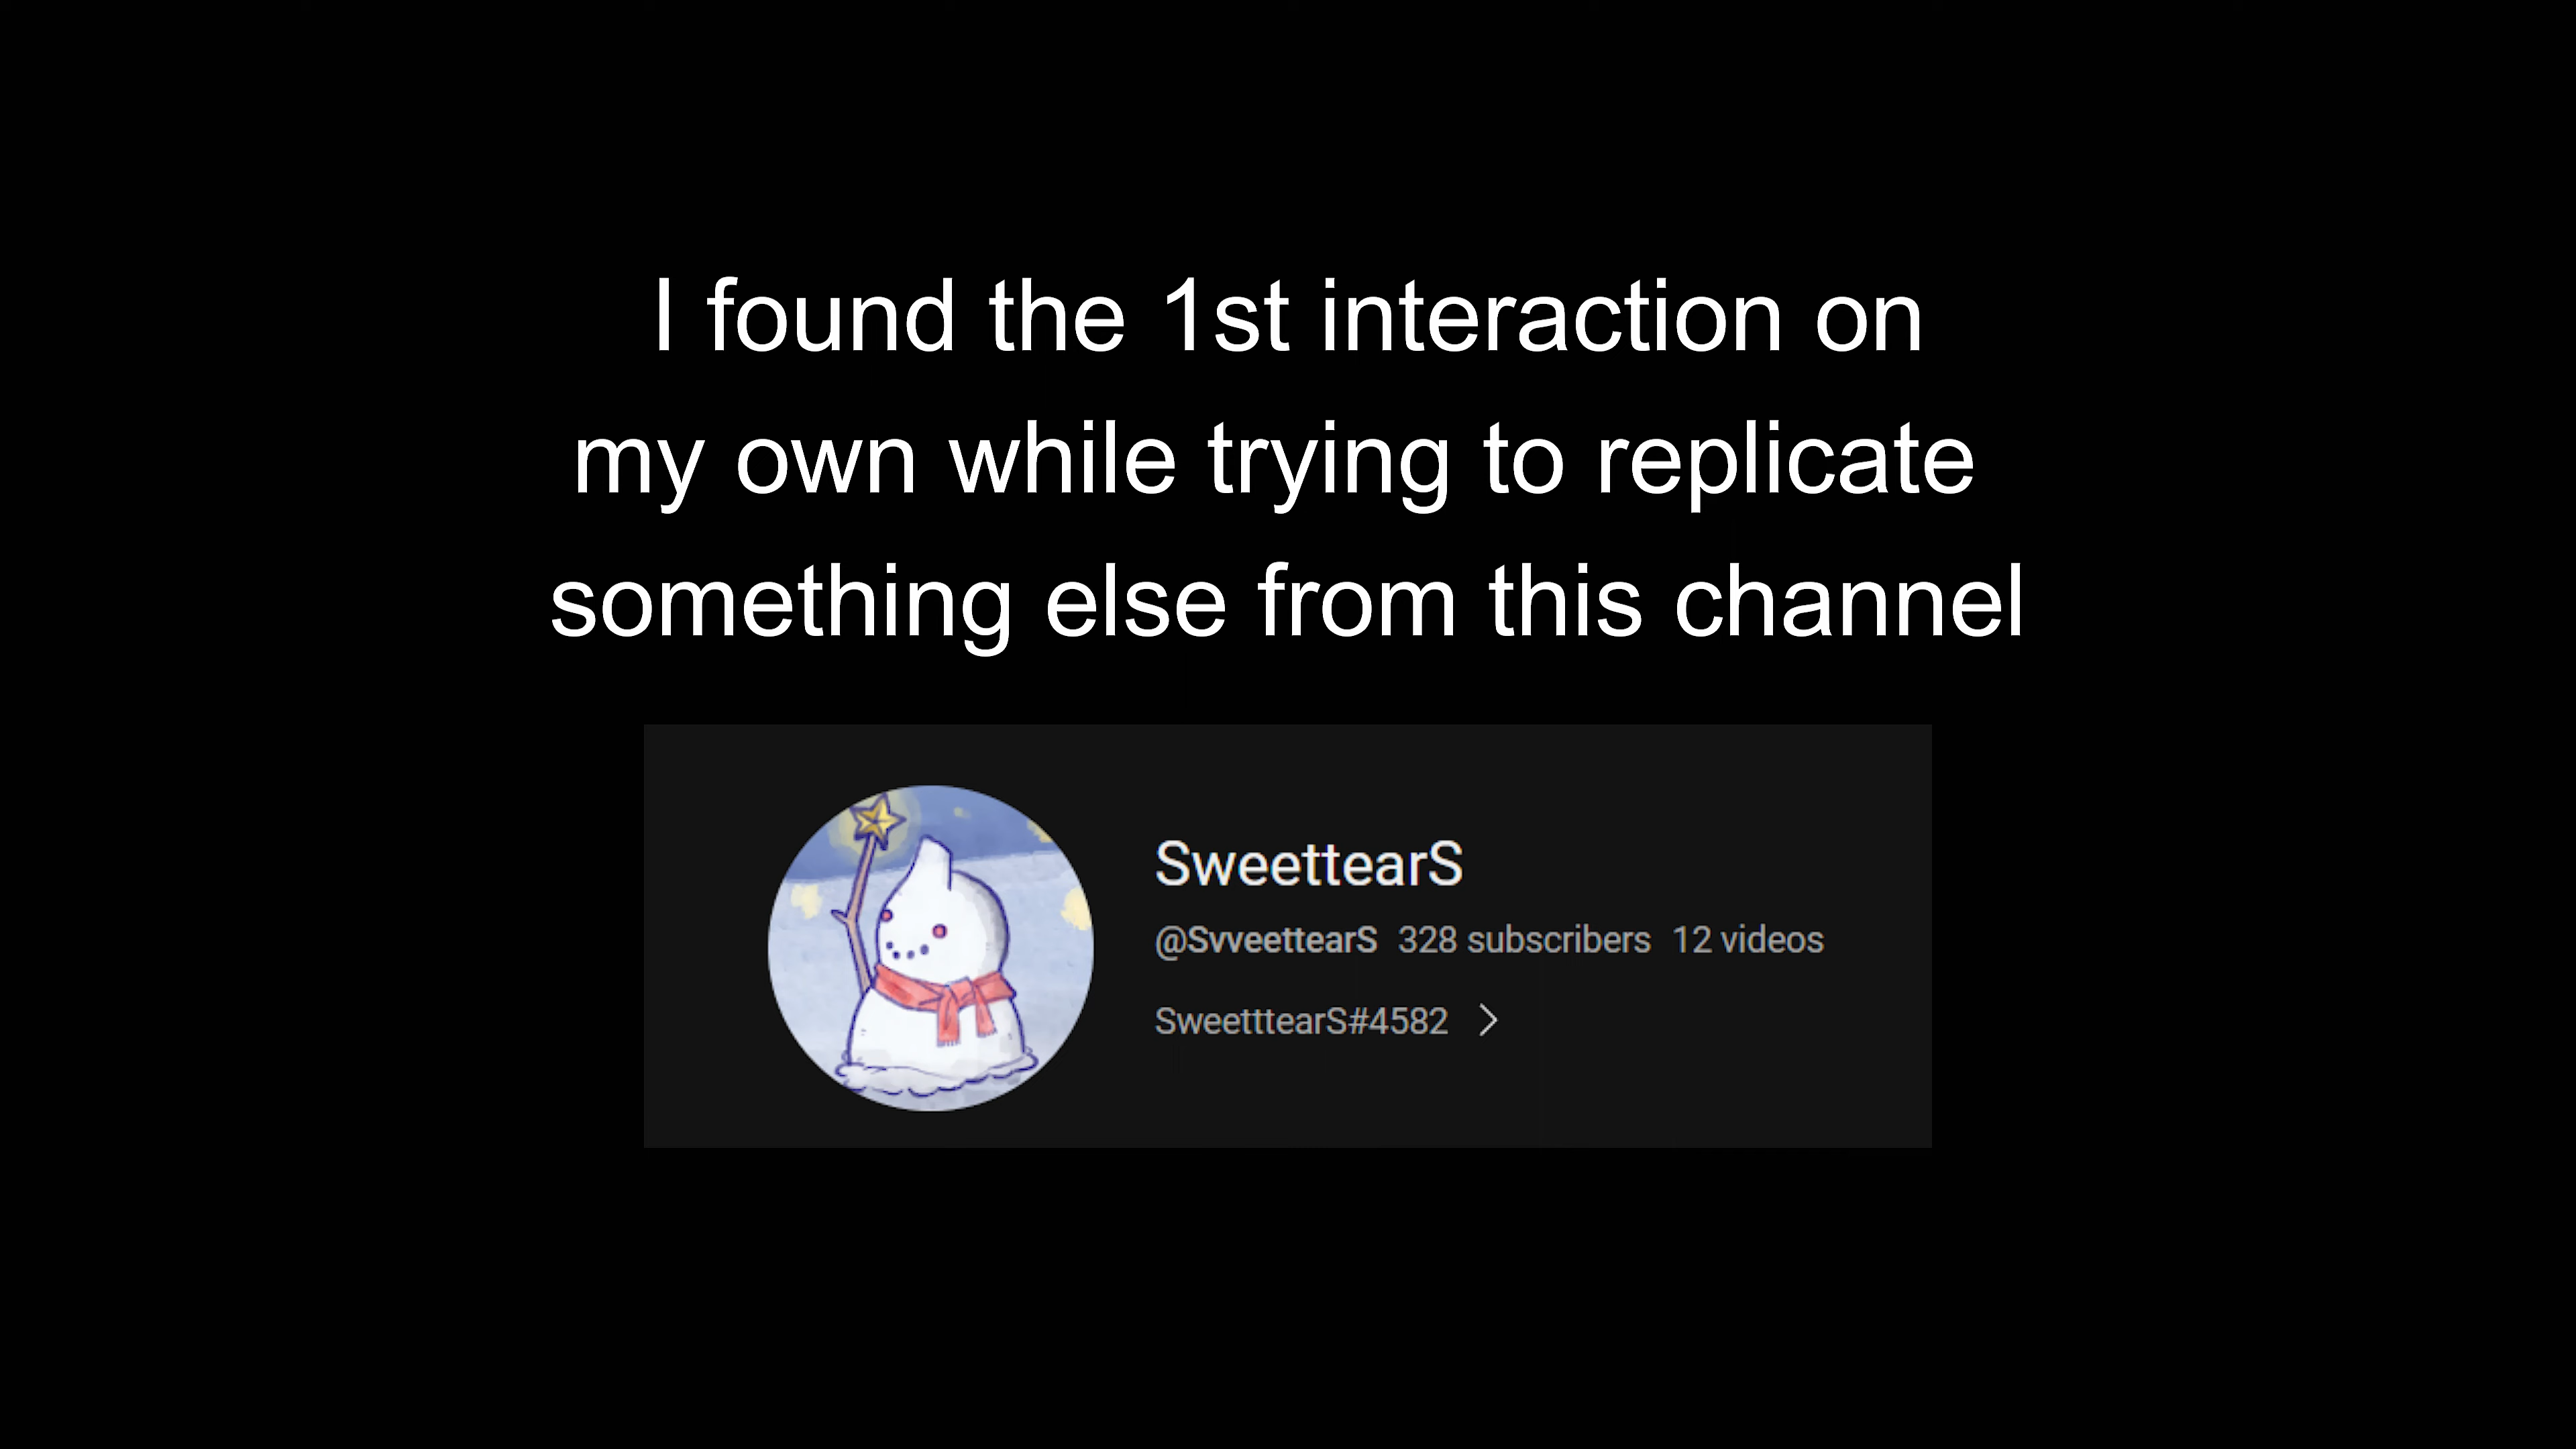 I found the 1st interaction on
my own while trying to replicate
something else from this channel
SweettearS
@SvveettearS 328 subscribers 12 videos
SweetttearS#4582 >